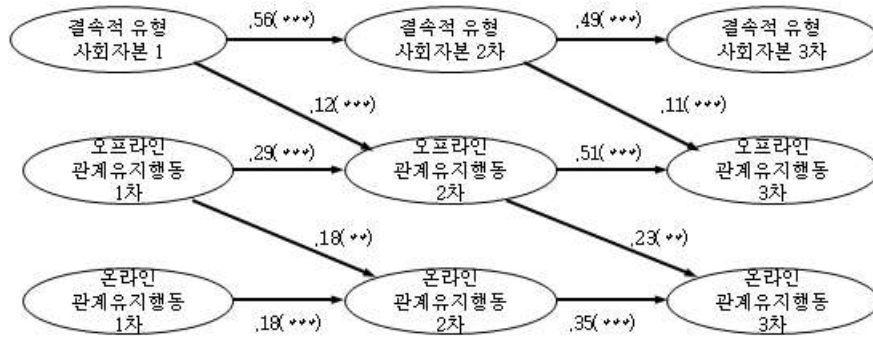 결속적 유형
사회자본 1
,56(***)
결속적 유형
사회자본 2차
,49(***)
결속적 유형
사회자본 3차
,12(***)
,11(***)
오프라인
관계유지행동
1차
,29(***)
오프라인
관계유지행동
2차
,51(***)
오프라인
관계유지행동
3차
,18(**)
,23(**)
온라인
관계유지행동
1차
,18(***)
온라인
관계유지행동
2차
,35(***)
온라인
관계유지행동
3차